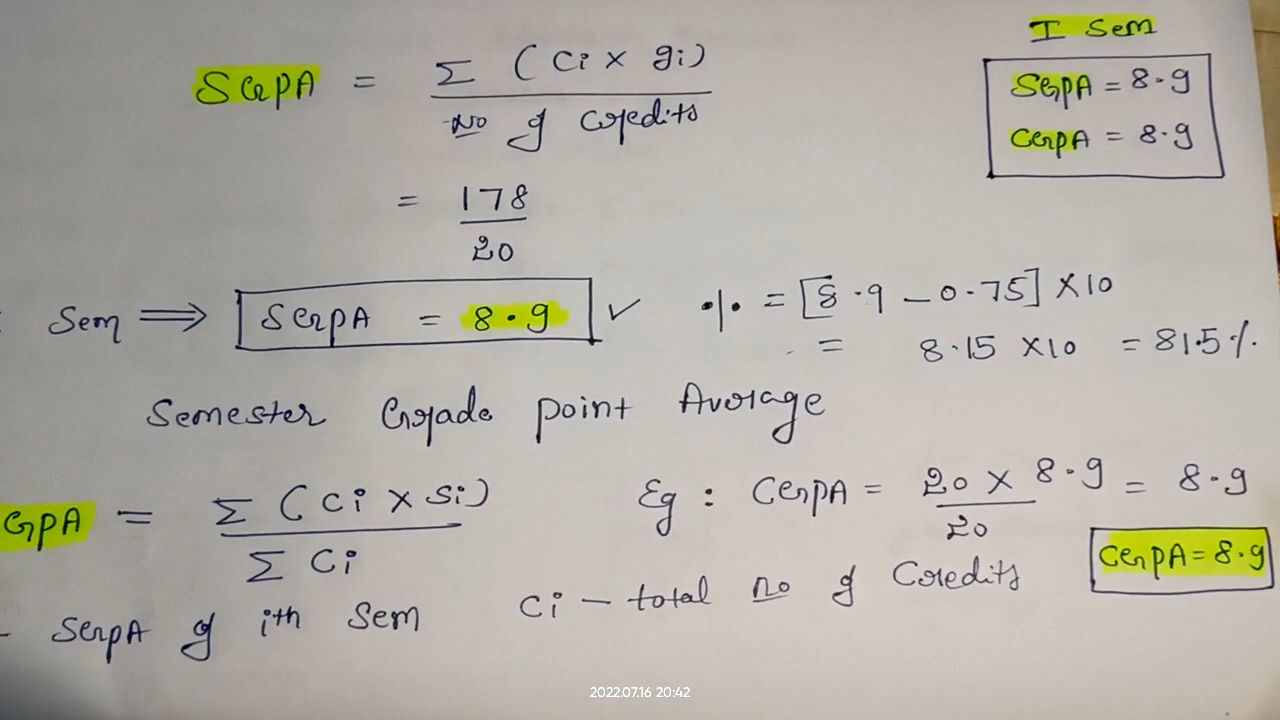 I Sem
SGPA = Σ (Ci × gi)
No of credits
SGPA = 8.9
CGPA = 8.9
= 178
20
Sem ⟹ SGPA = 8.9 ✓
% = [8.9 - 0.75] × 10
= 8.15 × 10 = 81.5%
Semester Grade point Average
GPA = Σ (Ci × Si)
Σ Ci
Eg : CGPA = 20 × 8.9 = 8.9
20
CGPA = 8.9
- SGPA of ith Sem
Ci - total no of Credits
2022.07.16 20:42